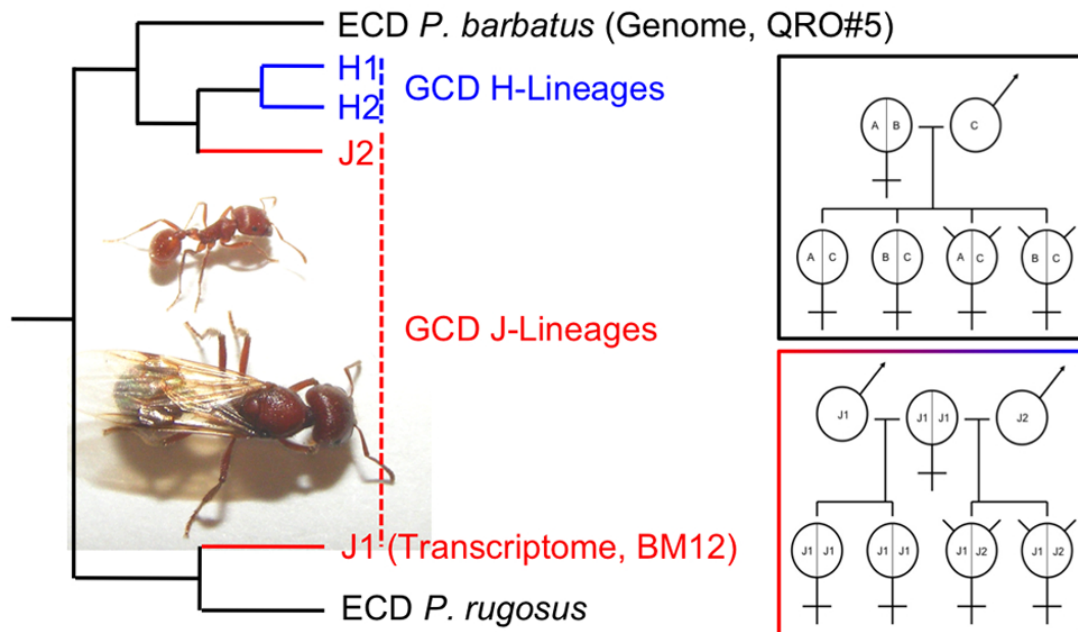 ECD P. barbatus (Genome, QRO#5)
H1
H2
GCD H-Lineages
J2
GCD J-Lineages
J1 (Transcriptome, BM12)
ECD P. rugosus
A B
C
A C
B C
A C
B C
J1
J1 J1
J2
J1 J1
J1 J1
J1 J2
J1 J2